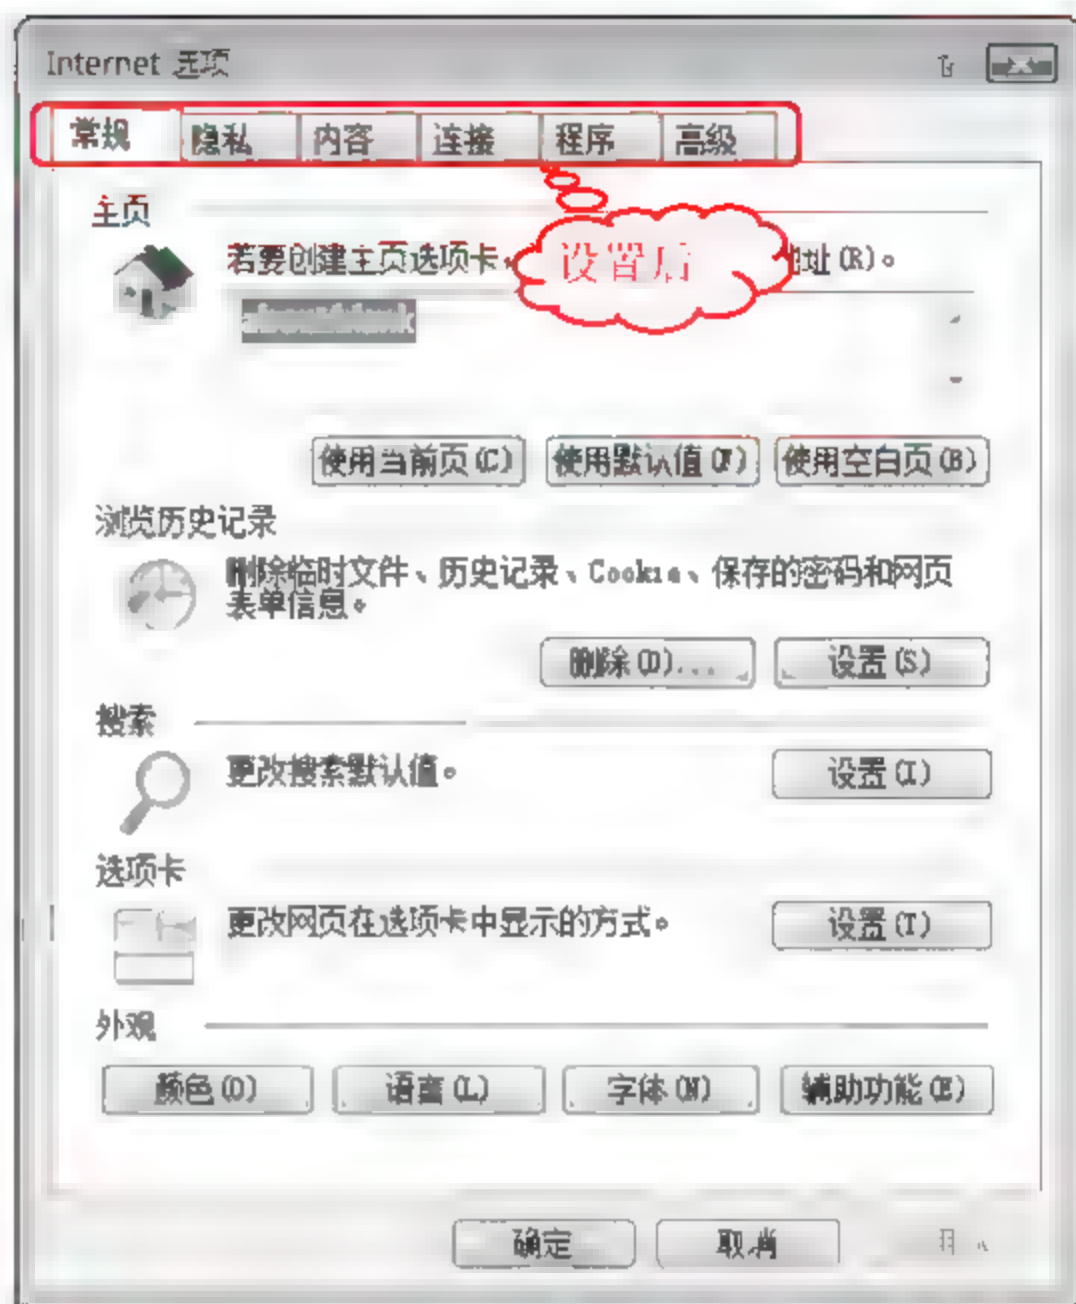 Internet 选项
常规 隐私 内容 连接 程序 高级
主页
若要创建主页选项卡，
地址(R)。
设置后
使用当前页(C) 使用默认值(F) 使用空白页(B)
浏览历史记录
删除临时文件、历史记录、Cookie、保存的密码和网页
表单信息。
删除(D)... 设置(S)
搜索
更改搜索默认值。
设置(I)
选项卡
更改网页在选项卡中显示的方式。
设置(T)
外观
颜色(O) 语言(L) 字体(N) 辅助功能(E)
确定 取消